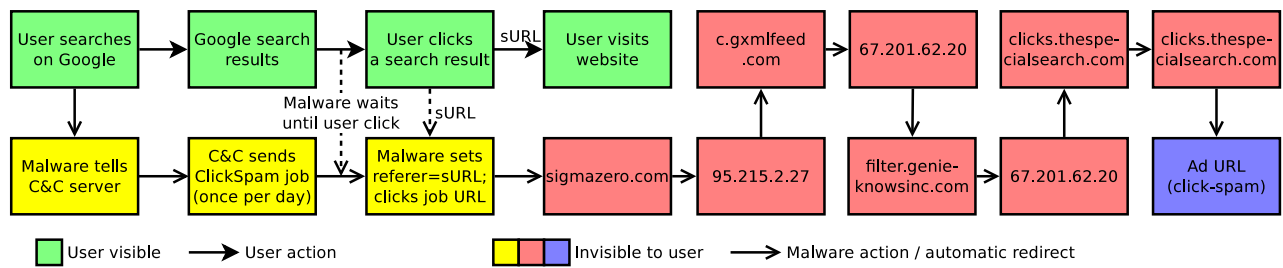 User searches
on Google
Google search
results
User clicks
a search result
sURL
User visits
website
c.gxmlfeed
.com
67.201.62.20
clicks.thespe-
cialsearch.com
clicks.thespe-
cialsearch.com
Malware waits
until user click
sURL
Malware tells
C&C server
C&C sends
ClickSpam job
(once per day)
Malware sets
referer=sURL;
clicks job URL
sigmazero.com
95.215.2.27
filter.genie-
knowsinc.com
67.201.62.20
Ad URL
(click-spam)
User visible
User action
Invisible to user
Malware action / automatic redirect